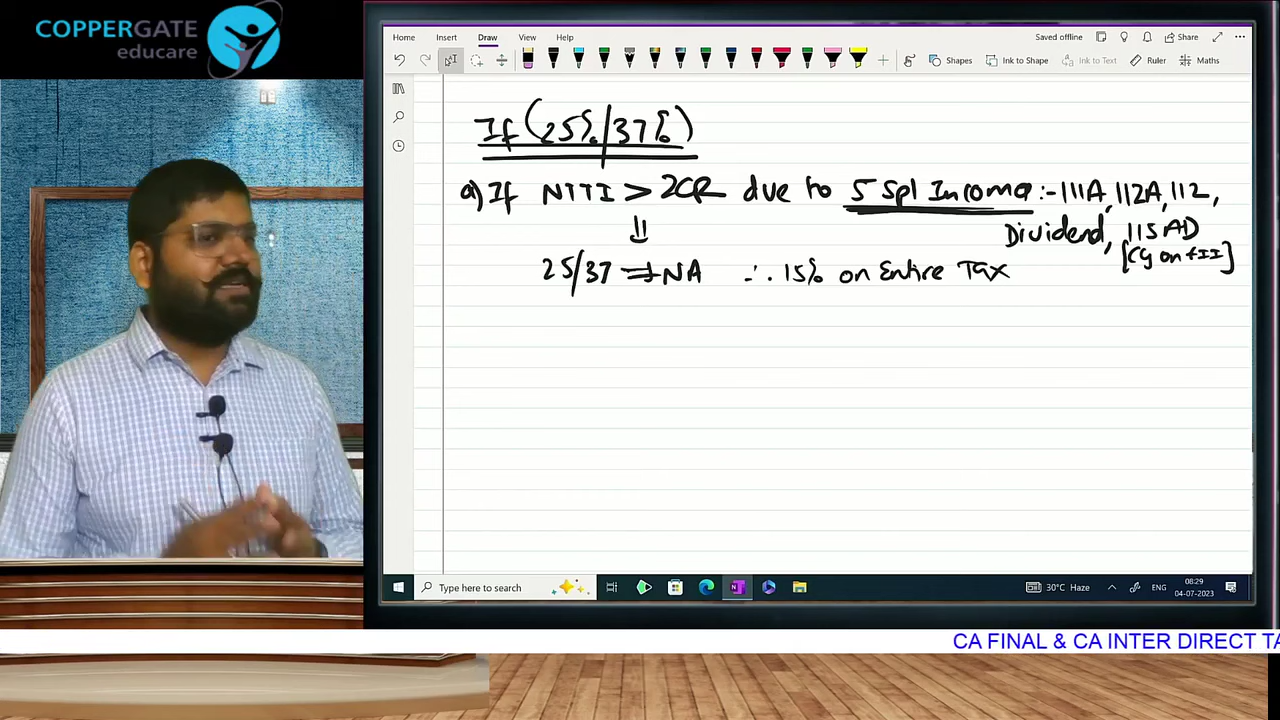 COPPERGATE
educare
Home Insert Draw View Help
Saved offline
Share
Shapes
Ink to Shape
Ink to Text
Ruler
Maths
If (25%/37%)
a) If NTTI > 2CR due to 5 Spl Income :- 111A, 112A, 112,
Dividend, 115AD
[CG on FII]
25/37 ⇒ NA ∴ 15% on Entire Tax
Type here to search
30°C Haze
ENG
08:29
04-07-2023
CA FINAL & CA INTER DIRECT TA